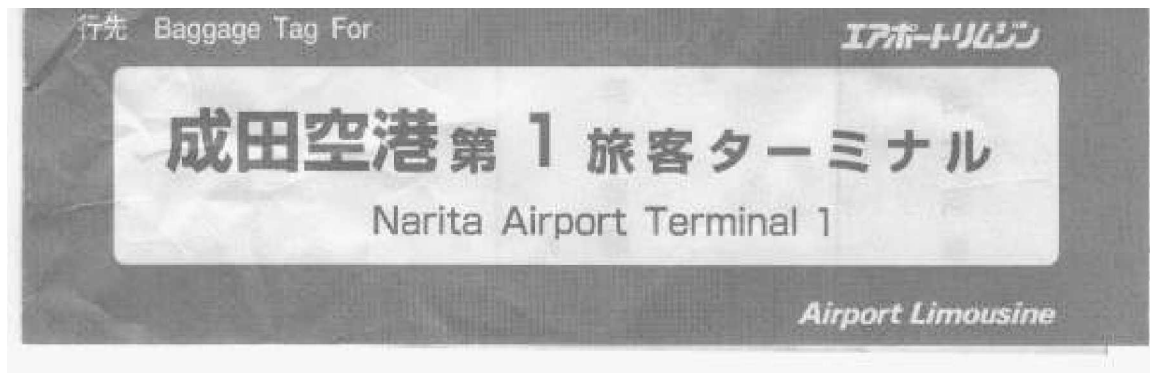 行先 Baggage Tag For
エアポートリムジン
成田空港第1旅客ターミナル
Narita Airport Terminal 1
Airport Limousine